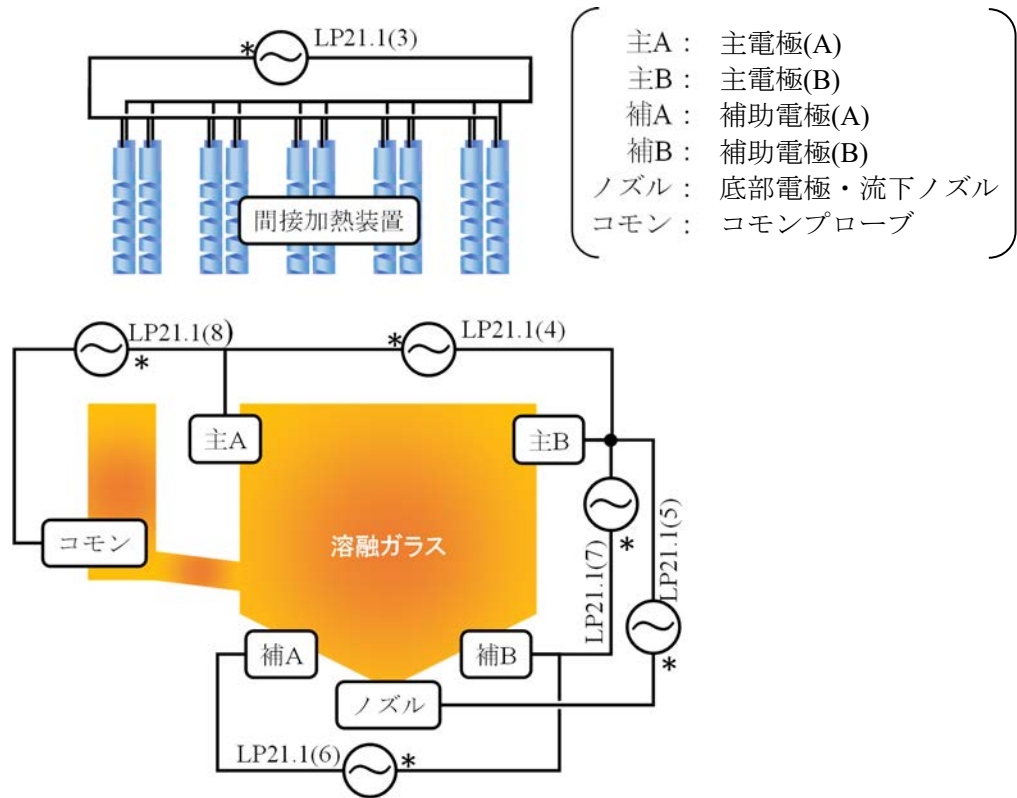 * LP21.1(3)
間接加熱装置
主A： 主電極(A)
主B： 主電極(B)
補A： 補助電極(A)
補B： 補助電極(B)
ノズル： 底部電極・流下ノズル
コモン： コモンプローブ
LP21.1(8)
*
* LP21.1(4)
主A
主B
コモン
溶融ガラス
*
LP21.1(7)
LP21.1(5)
*
補A
補B
ノズル
LP21.1(6)
*